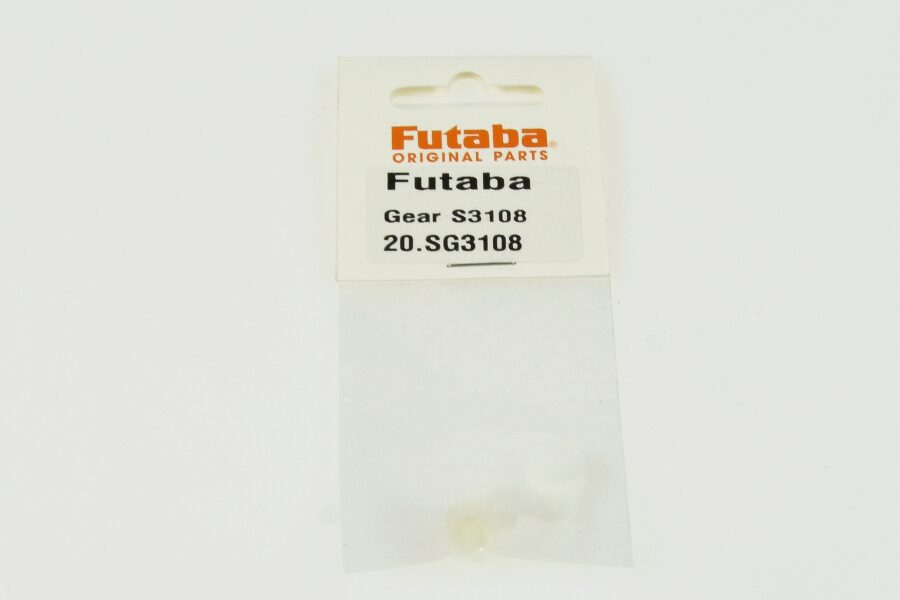 Futaba®
ORIGINAL PARTS
Futaba
Gear S3108
20.SG3108